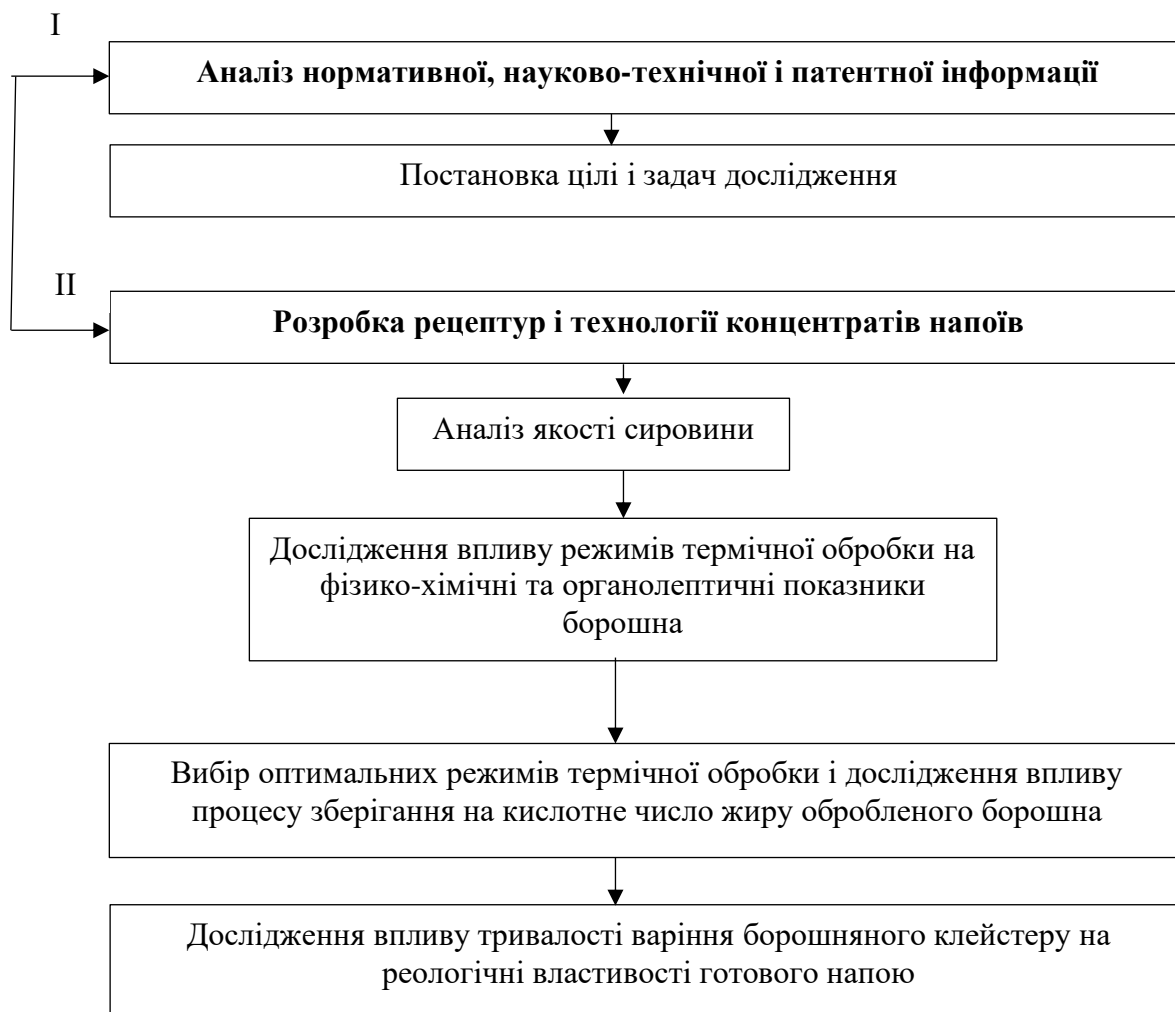 I
Аналіз нормативної, науково-технічної і патентної інформації
Постановка цілі і задач дослідження
II
Розробка рецептур і технології концентратів напоїв
Аналіз якості сировини
Дослідження впливу режимів термічної обробки на
фізико-хімічні та органолептичні показники
борошна
Вибір оптимальних режимів термічної обробки і дослідження впливу
процесу зберігання на кислотне число жиру обробленого борошна
Дослідження впливу тривалості варіння борошняного клейстеру на
реологічні властивості готового напою